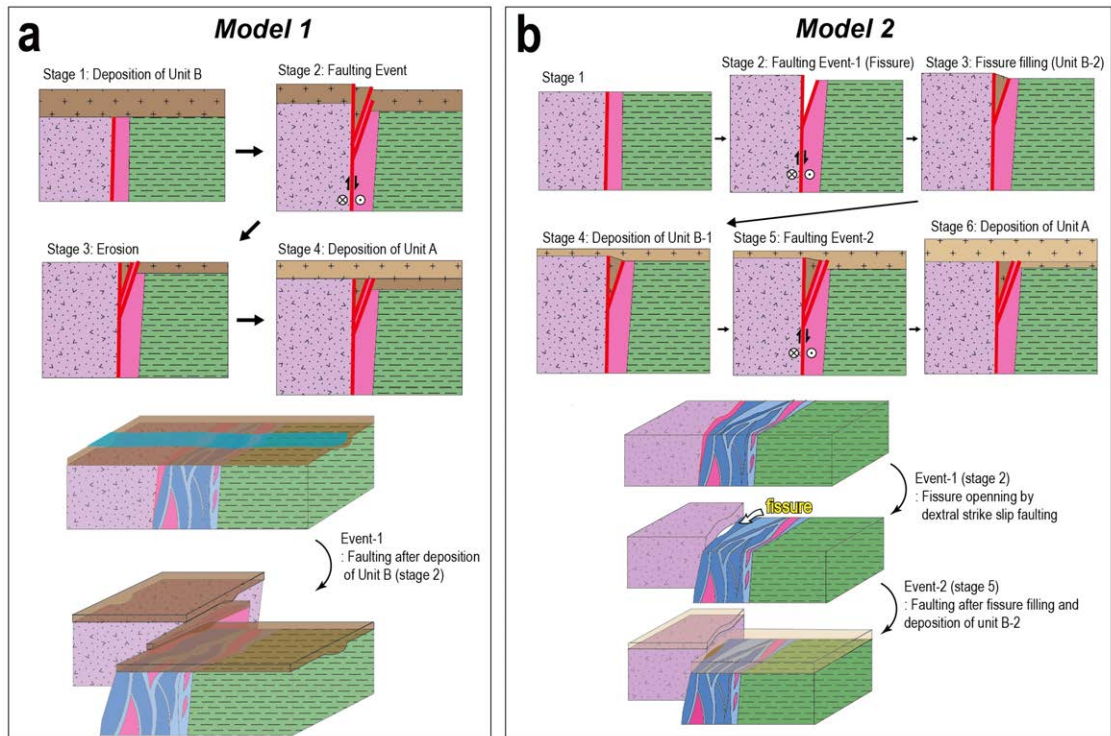 a
Model 1
Stage 1: Deposition of Unit B
Stage 2: Faulting Event
Stage 3: Erosion
Stage 4: Deposition of Unit A
Event-1
: Faulting after deposition
of Unit B (stage 2)
b
Model 2
Stage 1
Stage 2: Faulting Event-1 (Fissure)
Stage 3: Fissure filling (Unit B-2)
Stage 4: Deposition of Unit B-1
Stage 5: Faulting Event-2
Stage 6: Deposition of Unit A
Event-1 (stage 2)
: Fissure openning by
dextral strike slip faulting
fissure
Event-2 (stage 5)
: Faulting after fissure filling and
deposition of unit B-2